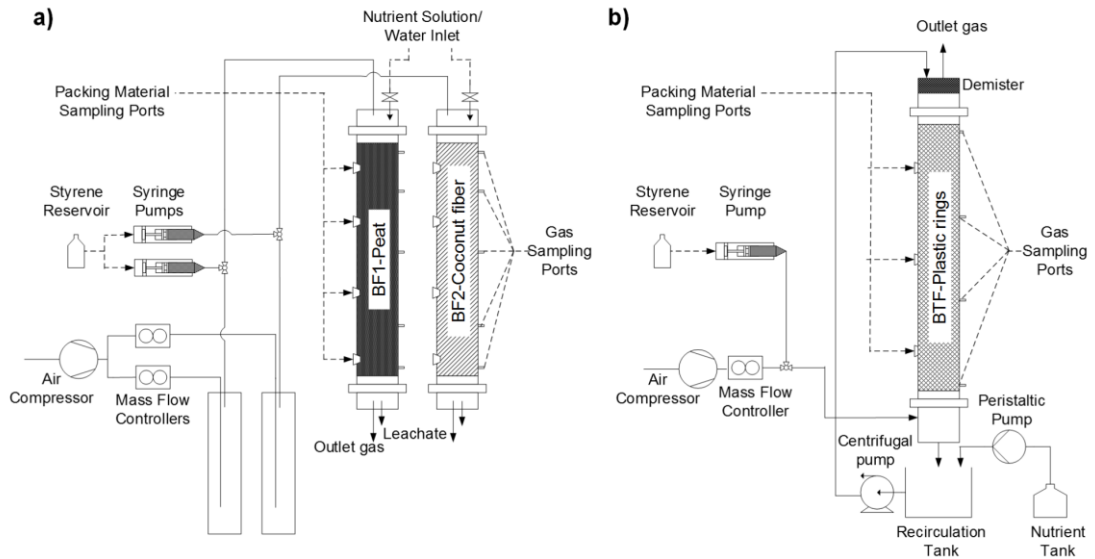 a)
Nutrient Solution/
Water Inlet
Packing Material
Sampling Ports
Styrene
Reservoir
Syringe
Pumps
BF1-Peat
BF2-Coconut fiber
Gas
Sampling
Ports
Air
Compressor
Mass Flow
Controllers
Leachate
Outlet gas
b)
Outlet gas
Demister
Packing Material
Sampling Ports
Styrene
Reservoir
Syringe
Pump
BTF-Plastic rings
Gas
Sampling
Ports
Air
Compressor
Mass Flow
Controller
Peristaltic
Pump
Centrifugal
pump
Recirculation
Tank
Nutrient
Tank